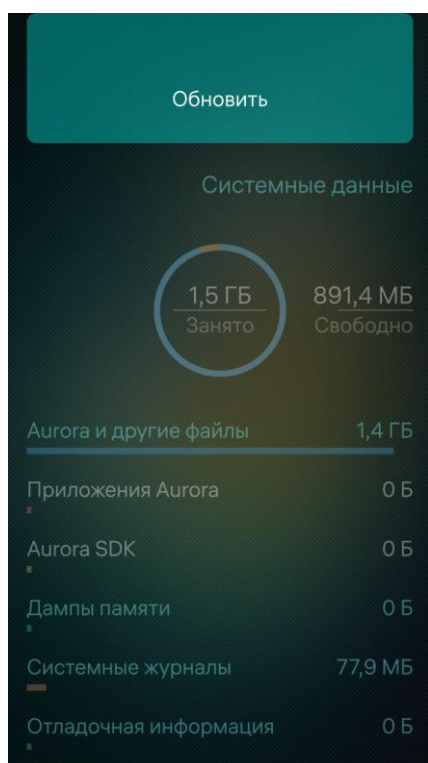 Обновить
Системные данные
1,5 ГБ
Занято
891,4 МБ
Свободно
Aurora и другие файлы 1,4 ГБ
Приложения Aurora 0 Б
Aurora SDK 0 Б
Дампы памяти 0 Б
Системные журналы 77,9 МБ
Отладочная информация 0 Б